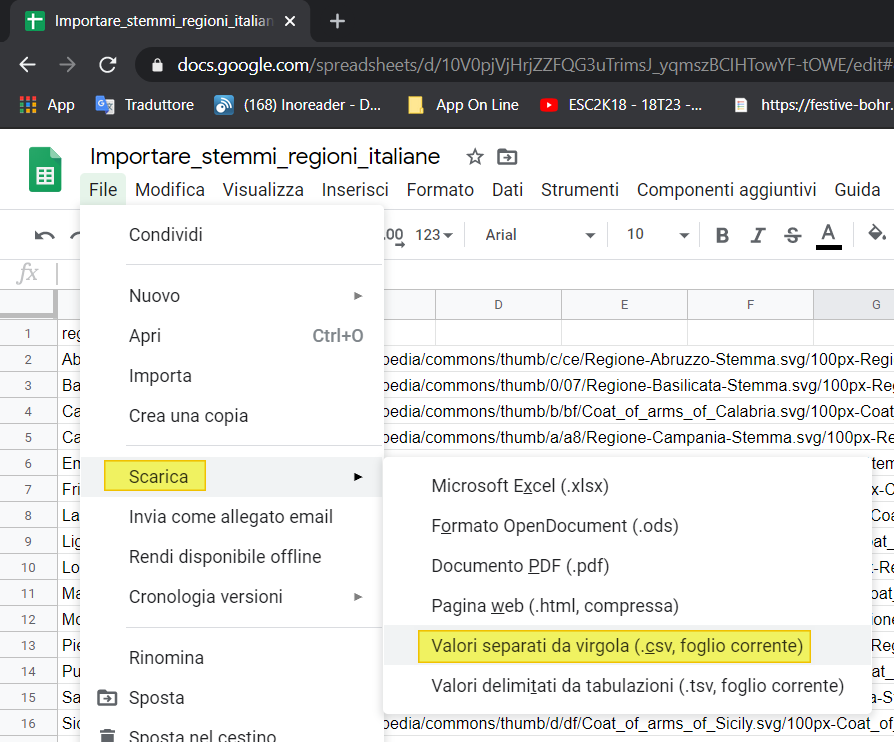 Importare_stemmi_regioni_italian
docs.google.com/spreadsheets/d/10V0pjVjHrjZZFQG3uTrimsJ_yqmszBCIHTowYF-tOWE/edit#
App Traduttore (168) Inoreader - D... App On Line ESC2K18 - 18T23 -... https://festive-bohr.
Importare_stemmi_regioni_italiane
File Modifica Visualizza Inserisci Formato Dati Strumenti Componenti aggiuntivi Guida
.00 123 Arial 10 B I S A
fx
D E F G
Condividi
Nuovo
Apri Ctrl+O
Importa
Crea una copia
Scarica
Invia come allegato email
Rendi disponibile offline
Cronologia versioni
Rinomina
Sposta
Sposta nel cestino
Microsoft Excel (.xlsx)
Formato OpenDocument (.ods)
Documento PDF (.pdf)
Pagina web (.html, compressa)
Valori separati da virgola (.csv, foglio corrente)
Valori delimitati da tabulazioni (.tsv, foglio corrente)
1 reg
2 Ab pedia/commons/thumb/c/ce/Regione-Abruzzo-Stemma.svg/100px-Regi
3 Ba pedia/commons/thumb/0/07/Regione-Basilicata-Stemma.svg/100px-Reg
4 Ca pedia/commons/thumb/b/bf/Coat_of_arms_of_Calabria.svg/100px-Coat
5 Ca pedia/commons/thumb/a/a8/Regione-Campania-Stemma.svg/100px-Re
6 Em tem
7 Fri
8 La Coa
9 Lig at_
10 Lo -Re
11 Ma oat_
12 Mo ione
13 Pie
14 Pu
15 Sa a-S
16 Sic pedia/commons/thumb/d/df/Coat_of_arms_of_Sicily.svg/100px-Coat_of